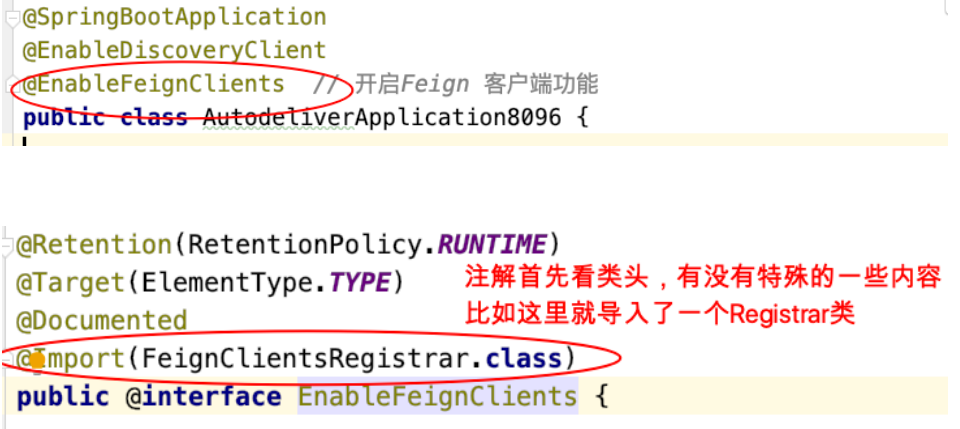 @SpringBootApplication
@EnableDiscoveryClient
@EnableFeignClients // 开启Feign 客户端功能
public class AutodeliverApplication8096 {
@Retention(RetentionPolicy.RUNTIME)
@Target(ElementType.TYPE)
注解首先看类头，有没有特殊的一些内容
@Documented
比如这里就导入了一个Registrar类
@Import(FeignClientsRegistrar.class)
public @interface EnableFeignClients {